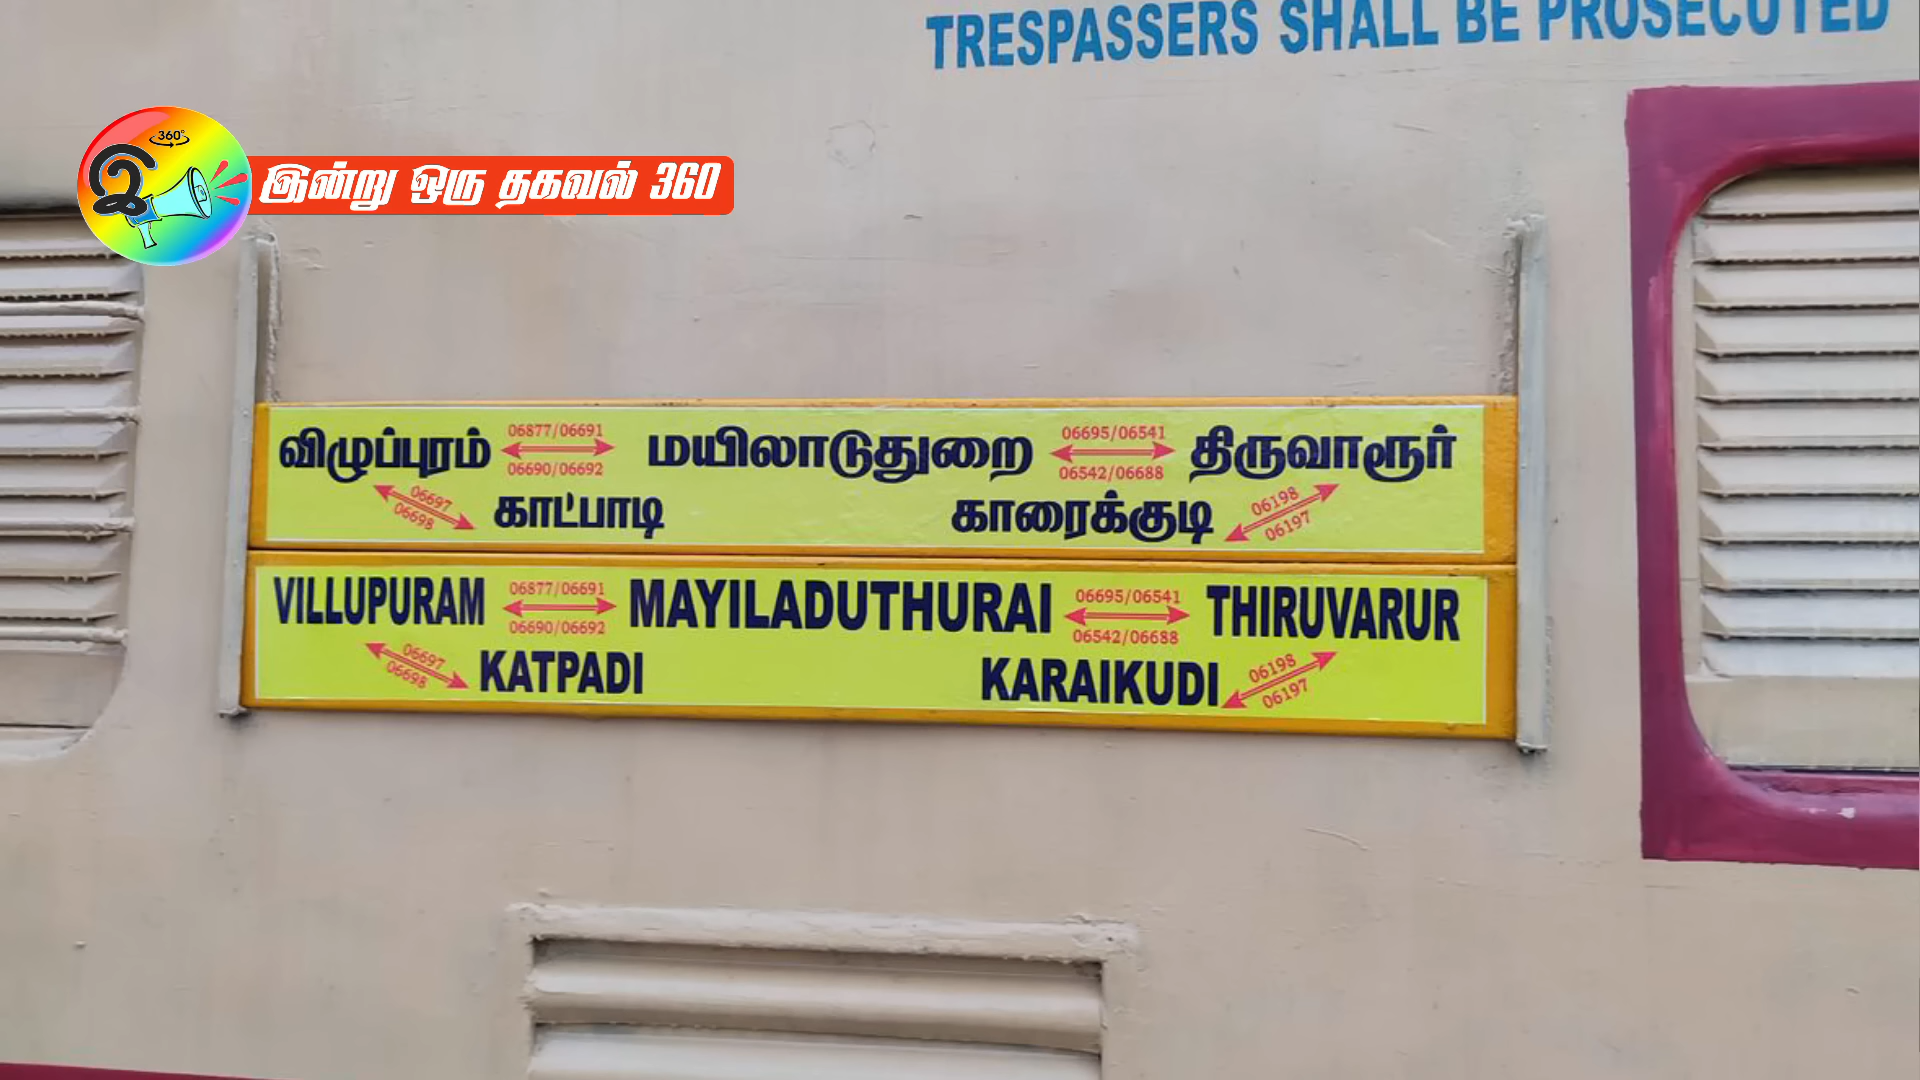 TRESPASSERS SHALL BE PROSECUTED
360°
இ
இன்று ஒரு தகவல் 360
விழுப்புரம் 06877/06691 06690/06692 மயிலாடுதுறை 06695/06541 06542/06688 திருவாரூர்
06697 06698 காட்பாடி காரைக்குடி 06198 06197
VILLUPURAM 06877/06691 06690/06692 MAYILADUTHURAI 06695/06541 06542/06688 THIRUVARUR
06697 06698 KATPADI KARAIKUDI 06198 06197